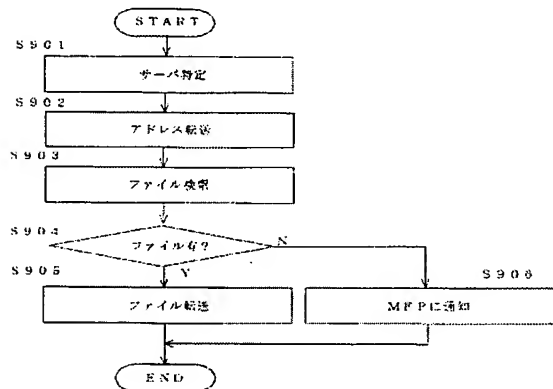 START
S901
サーバ特定
S902
アドレス転送
S903
ファイル検索
S904
ファイル有?
N
Y
S905
ファイル転送
S906
MFPに通知
END